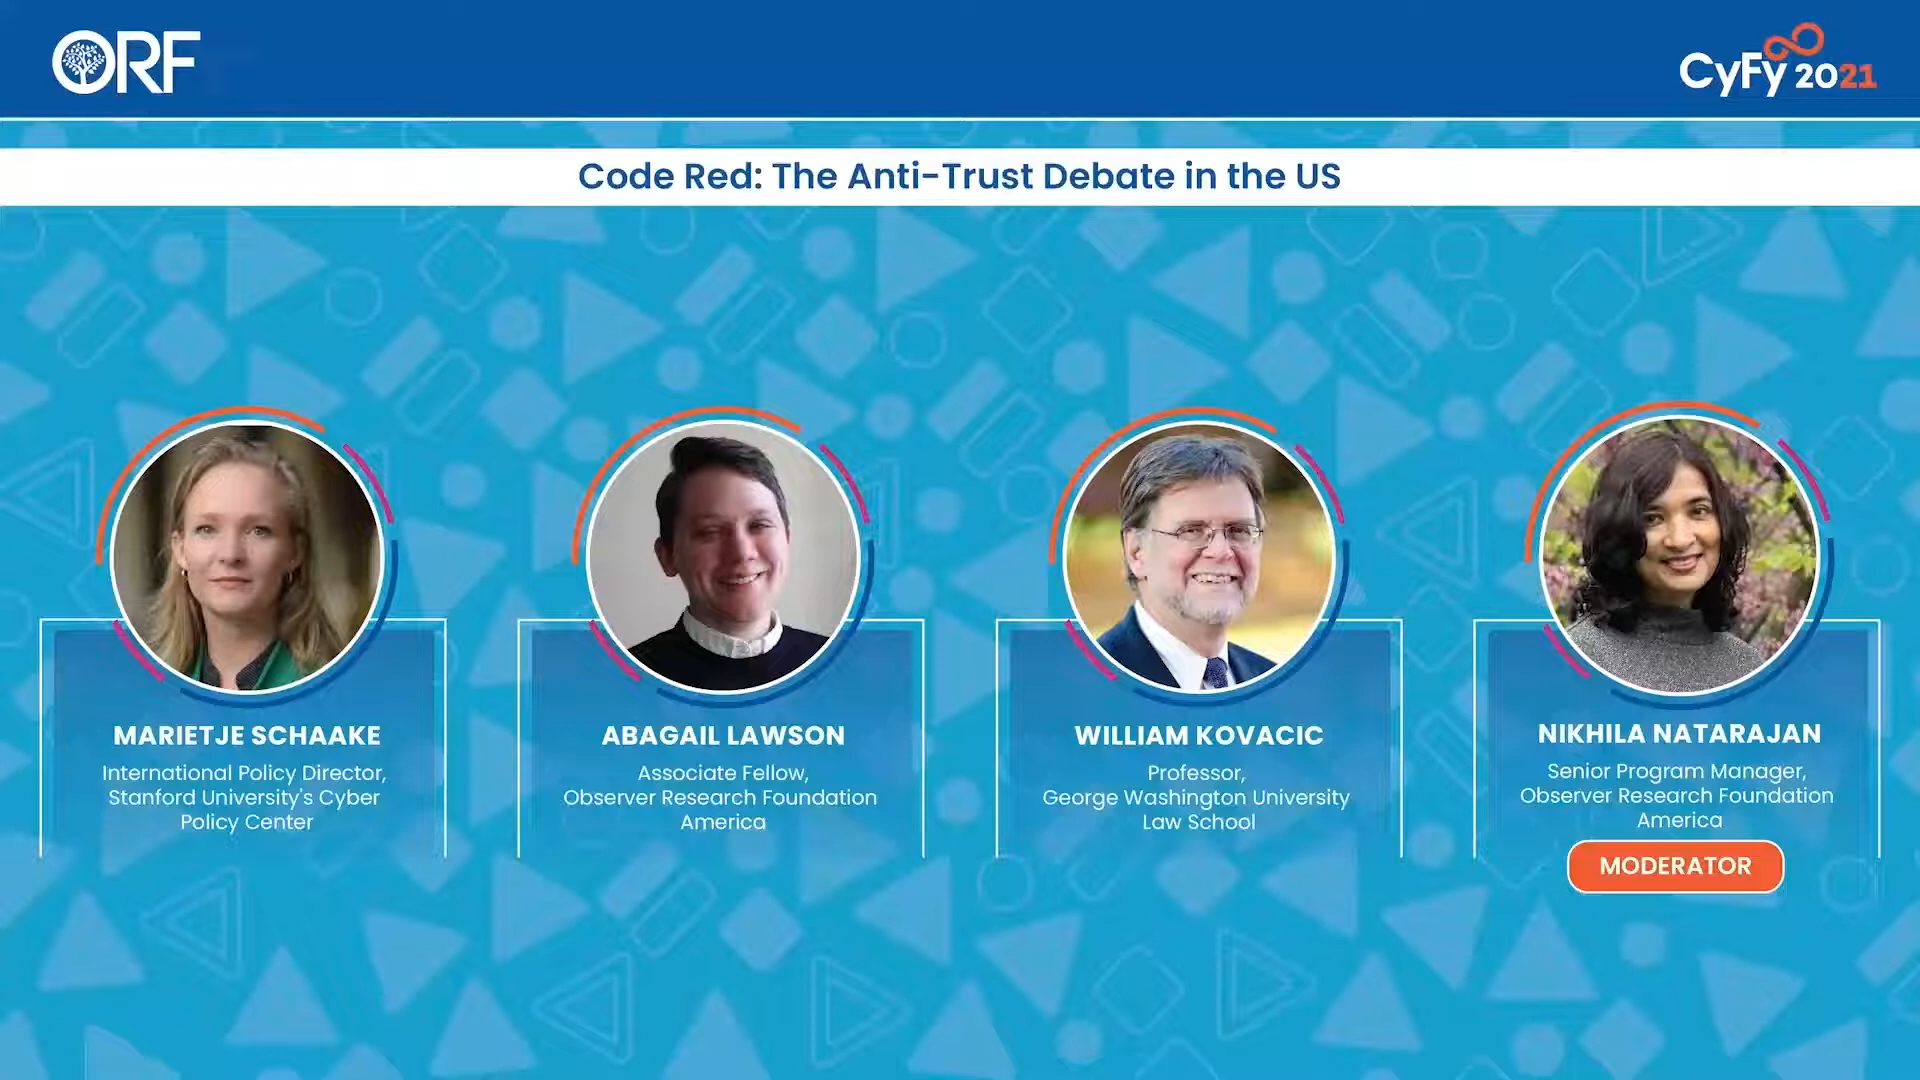 ORF
CyFy 2021
Code Red: The Anti-Trust Debate in the US
MARIETJE SCHAAKE
International Policy Director,
Stanford University's Cyber
Policy Center
ABAGAIL LAWSON
Associate Fellow,
Observer Research Foundation
America
WILLIAM KOVACIC
Professor,
George Washington University
Law School
NIKHILA NATARAJAN
Senior Program Manager,
Observer Research Foundation
America
MODERATOR